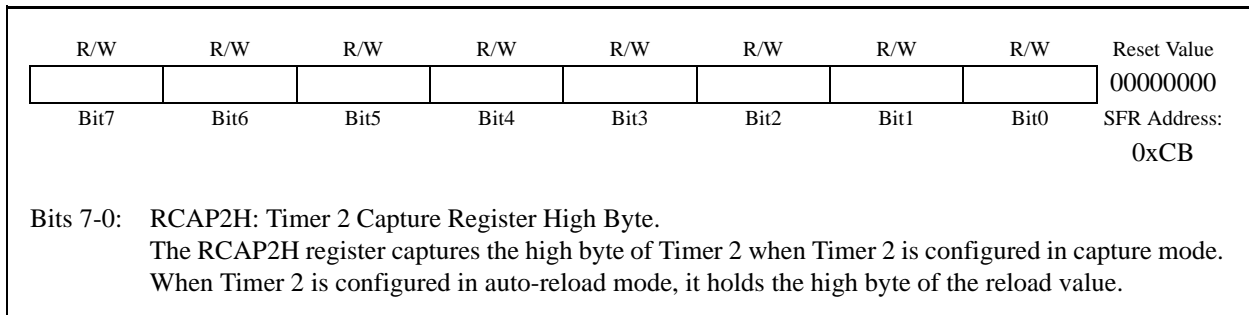 R/W R/W R/W R/W R/W R/W R/W R/W Reset Value
00000000
Bit7 Bit6 Bit5 Bit4 Bit3 Bit2 Bit1 Bit0 SFR Address:
0xCB
Bits 7-0: RCAP2H: Timer 2 Capture Register High Byte.
The RCAP2H register captures the high byte of Timer 2 when Timer 2 is configured in capture mode.
When Timer 2 is configured in auto-reload mode, it holds the high byte of the reload value.